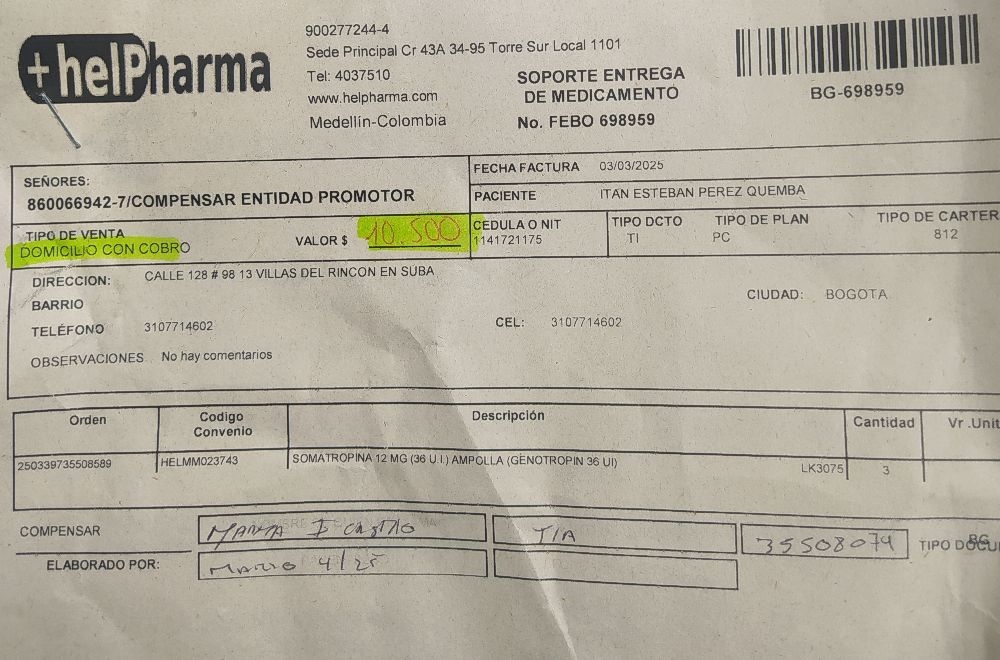 +helPharma
900277244-4
Sede Principal Cr 43A 34-95 Torre Sur Local 1101
Tel: 4037510
www.helpharma.com
Medellín-Colombia
SOPORTE ENTREGA
DE MEDICAMENTO
No. FEBO 698959
BG-698959
SEÑORES:
860066942-7/COMPENSAR ENTIDAD PROMOTOR
FECHA FACTURA 03/03/2025
PACIENTE ITAN ESTEBAN PEREZ QUEMBA
TIPO DE VENTA
DOMICILIO CON COBRO
VALOR $ 10.500
CEDULA O NIT
1141721175
TIPO DCTO
TI
TIPO DE PLAN
PC
TIPO DE CARTER
812
DIRECCION: CALLE 128 # 98 13 VILLAS DEL RINCON EN SUBA
BARRIO
CIUDAD: BOGOTA
TELÉFONO 3107714602
CEL: 3107714602
OBSERVACIONES No hay comentarios
Orden Codigo Convenio Descripción Cantidad Vr .Unit
250339735508589 HELMM023743 SOMATROPINA 12 MG (36 U.I.) AMPOLLA (GENOTROPIN 36 UI) LK3075 3
COMPENSAR I Castro TIA 35508079 TIPO DOCU
BG
ELABORADO POR: Marzo 4/25